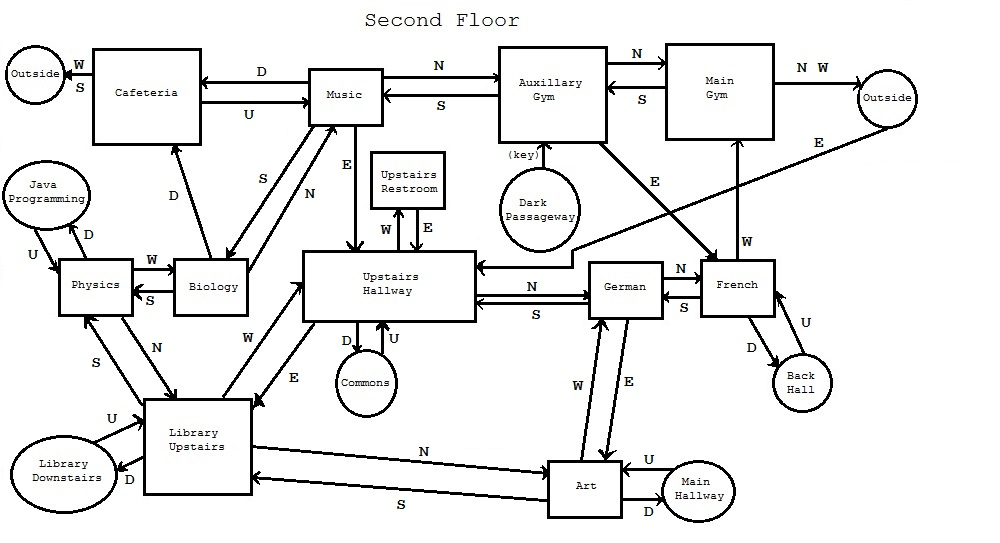 Second Floor
Outside
W
S
Cafeteria
D
U
Music
N
S
Auxillary
Gym
N
S
Main
Gym
N W
Outside
E
Java
Programming
U
D
D
S
N
E
Upstairs
Restroom
W
E
(key)
Dark
Passageway
E
W
Physics
W
S
Biology
Upstairs
Hallway
N
S
German
N
S
French
S
N
W
E
D
U
Commons
W
E
D
U
Back
Hall
U
D
Library
Downstairs
Library
Upstairs
N
S
Art
U
D
Main
Hallway